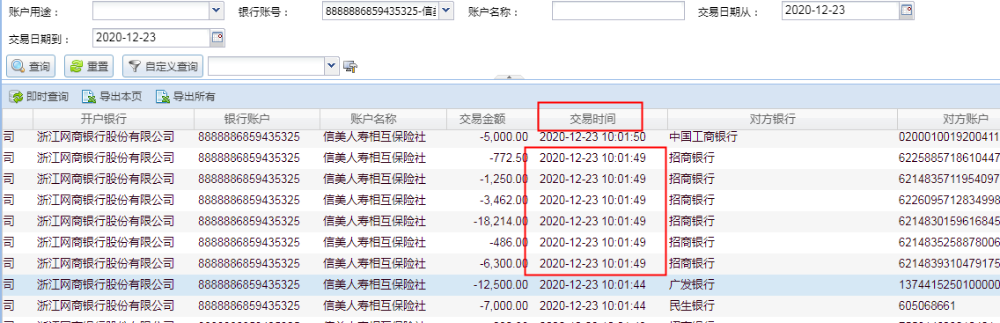 账户用途： 银行账号： 8888886859435325-信 账户名称： 交易日期从： 2020-12-23
交易日期到： 2020-12-23
查询 重置 自定义查询
即时查询 导出本页 导出所有
开户银行 银行账户 账户名称 交易金额 交易时间 对方银行 对方账户
司 浙江网商银行股份有限公司 8888886859435325 信美人寿相互保险社 -5,000.00 2020-12-23 10:01:50 中国工商银行 0200010019200411
司 浙江网商银行股份有限公司 8888886859435325 信美人寿相互保险社 -772.50 2020-12-23 10:01:49 招商银行 6225885718610447
司 浙江网商银行股份有限公司 8888886859435325 信美人寿相互保险社 -1,250.00 2020-12-23 10:01:49 招商银行 6214835711954097
司 浙江网商银行股份有限公司 8888886859435325 信美人寿相互保险社 -3,462.00 2020-12-23 10:01:49 招商银行 6226095712834998
司 浙江网商银行股份有限公司 8888886859435325 信美人寿相互保险社 -18,214.00 2020-12-23 10:01:49 招商银行 6214830159616845
司 浙江网商银行股份有限公司 8888886859435325 信美人寿相互保险社 -486.00 2020-12-23 10:01:49 招商银行 6214835258878006
司 浙江网商银行股份有限公司 8888886859435325 信美人寿相互保险社 -6,300.00 2020-12-23 10:01:49 招商银行 6214839310479175
司 浙江网商银行股份有限公司 8888886859435325 信美人寿相互保险社 -12,500.00 2020-12-23 10:01:44 广发银行 1374415250100000
司 浙江网商银行股份有限公司 8888886859435325 信美人寿相互保险社 -7,000.00 2020-12-23 10:01:44 民生银行 605068661